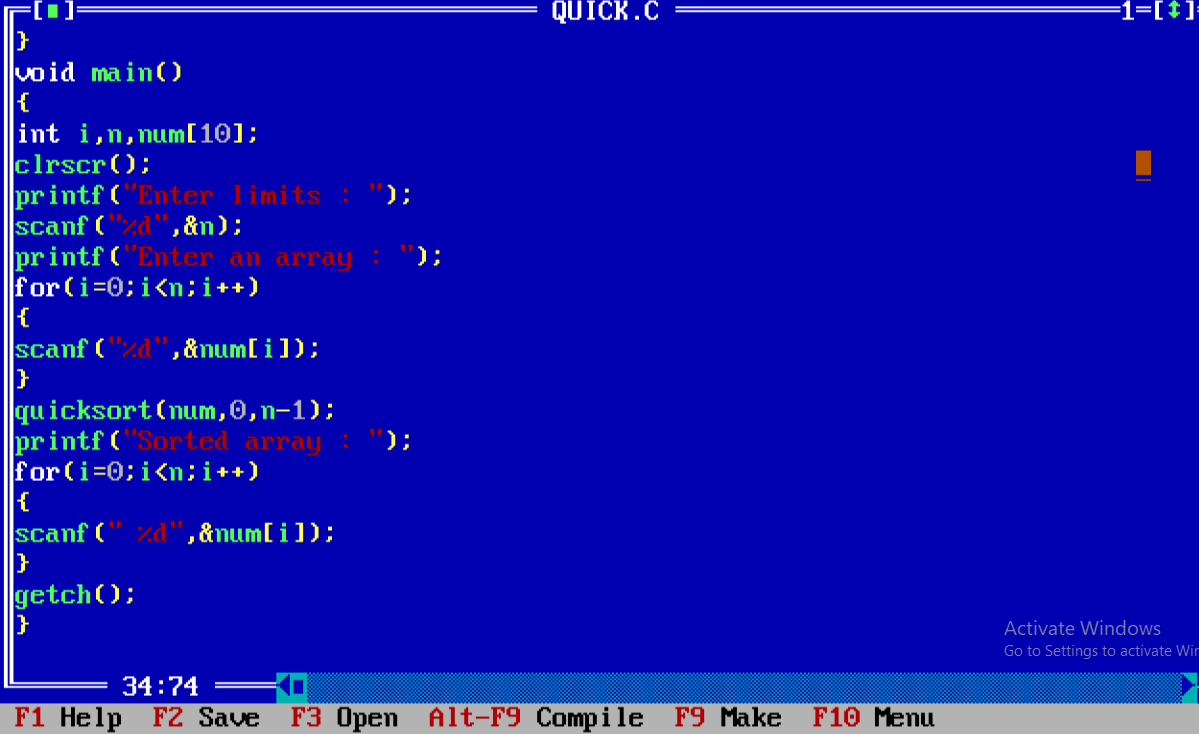 [■] QUICK.C 1=[↕]
}
void main()
{
int i,n,num[10];
clrscr();
printf("Enter limits : ");
scanf("%d",&n);
printf("Enter an array : ");
for(i=0;i<n;i++)
{
scanf("%d",&num[i]);
}
quicksort(num,0,n-1);
printf("Sorted array : ");
for(i=0;i<n;i++)
{
scanf(" %d",&num[i]);
}
getch();
}
Activate Windows
Go to Settings to activate
34:74
F1 Help F2 Save F3 Open Alt-F9 Compile F9 Make F10 Menu